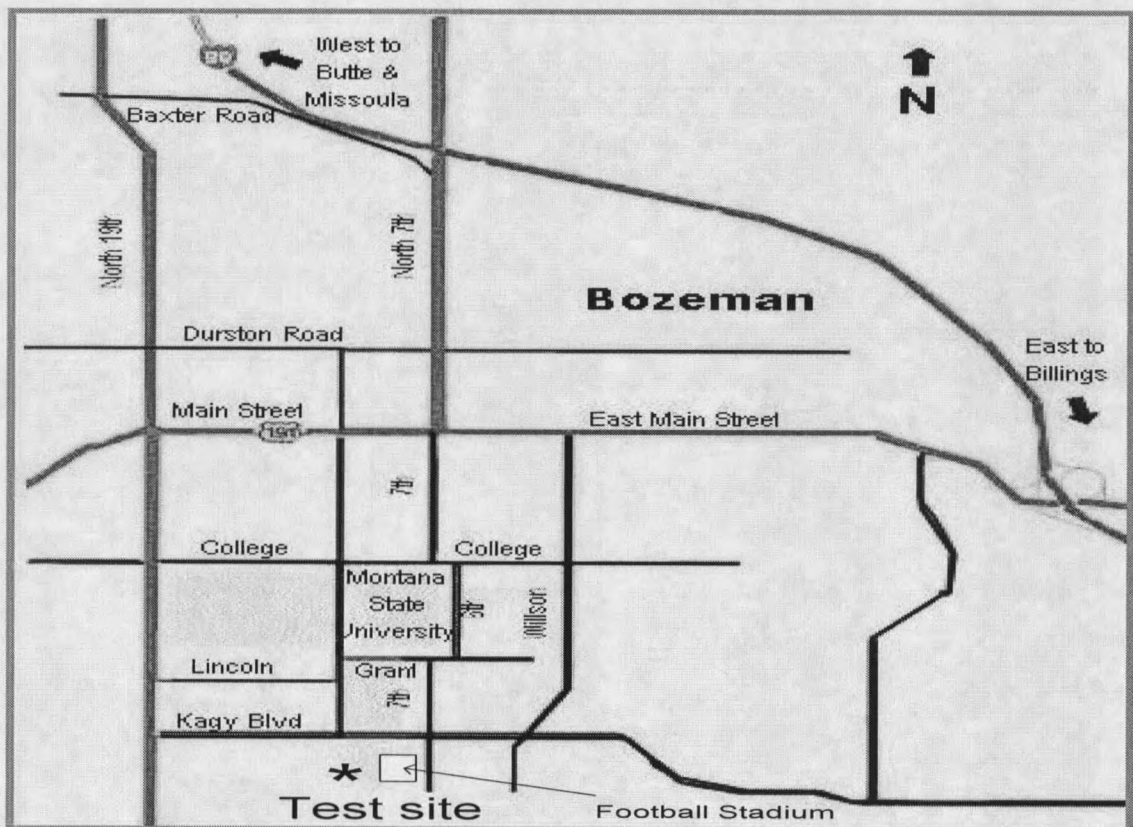 West to
Butte &
Missoula
N
Baxter Road
North 19th
North 7th
Bozeman
Durston Road
East to
Billings
Main Street
191
East Main Street
7th
College
College
Montana
State
University
Willson
Lincoln
Grant
7th
Kagy Blvd
*
Test site
Football Stadium